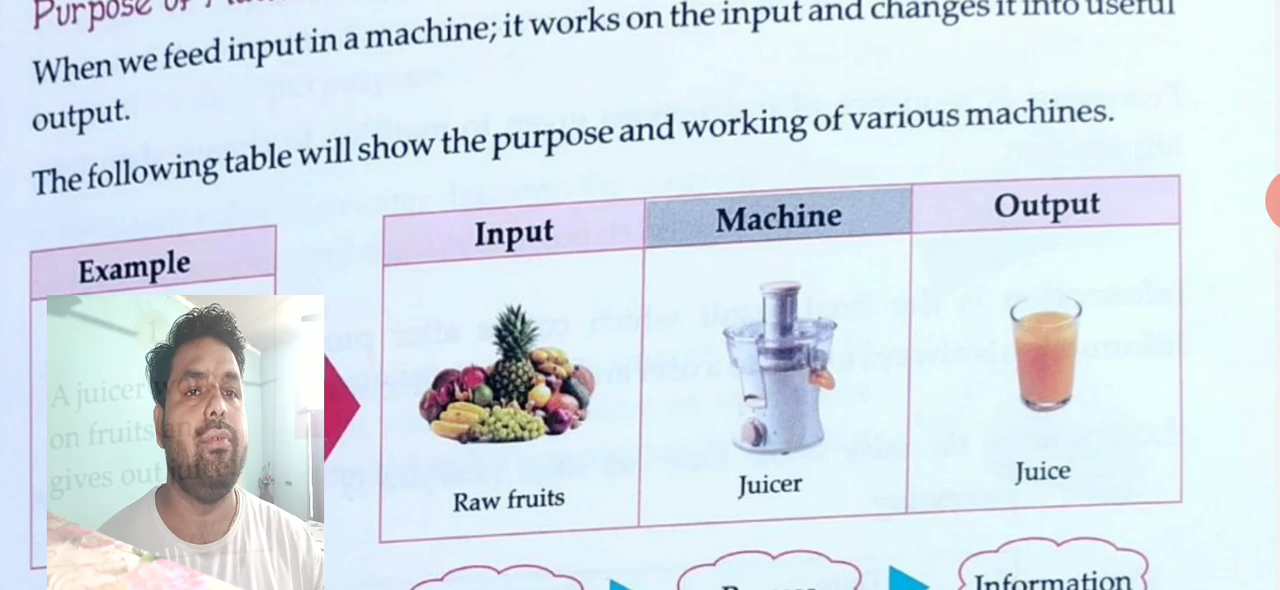 Purpose of
When we feed input in a machine; it works on the input and changes it into useful
output.
The following table will show the purpose and working of various machines.
Example
Input
Machine
Output
1
A juicer
on fruits
gives out
Raw fruits
Juicer
Juice
Information